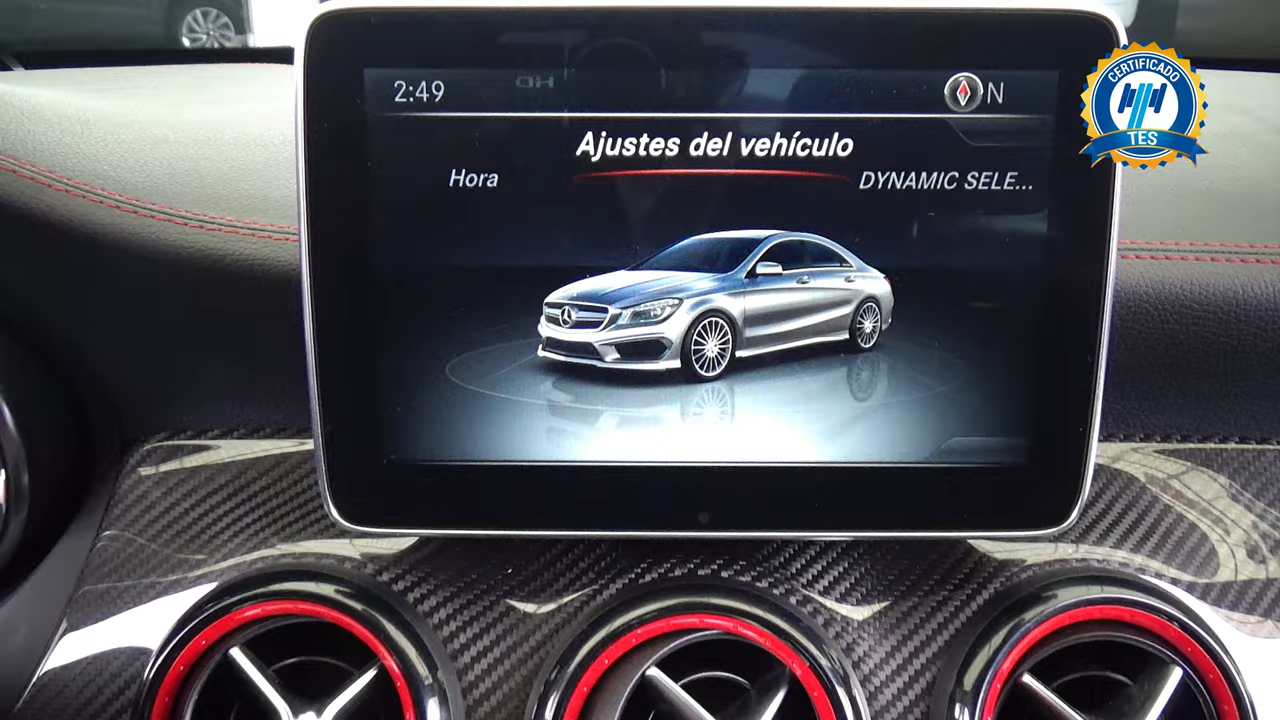 2:49
N
Ajustes del vehículo
Hora
DYNAMIC SELE...
CERTIFICADO
TES